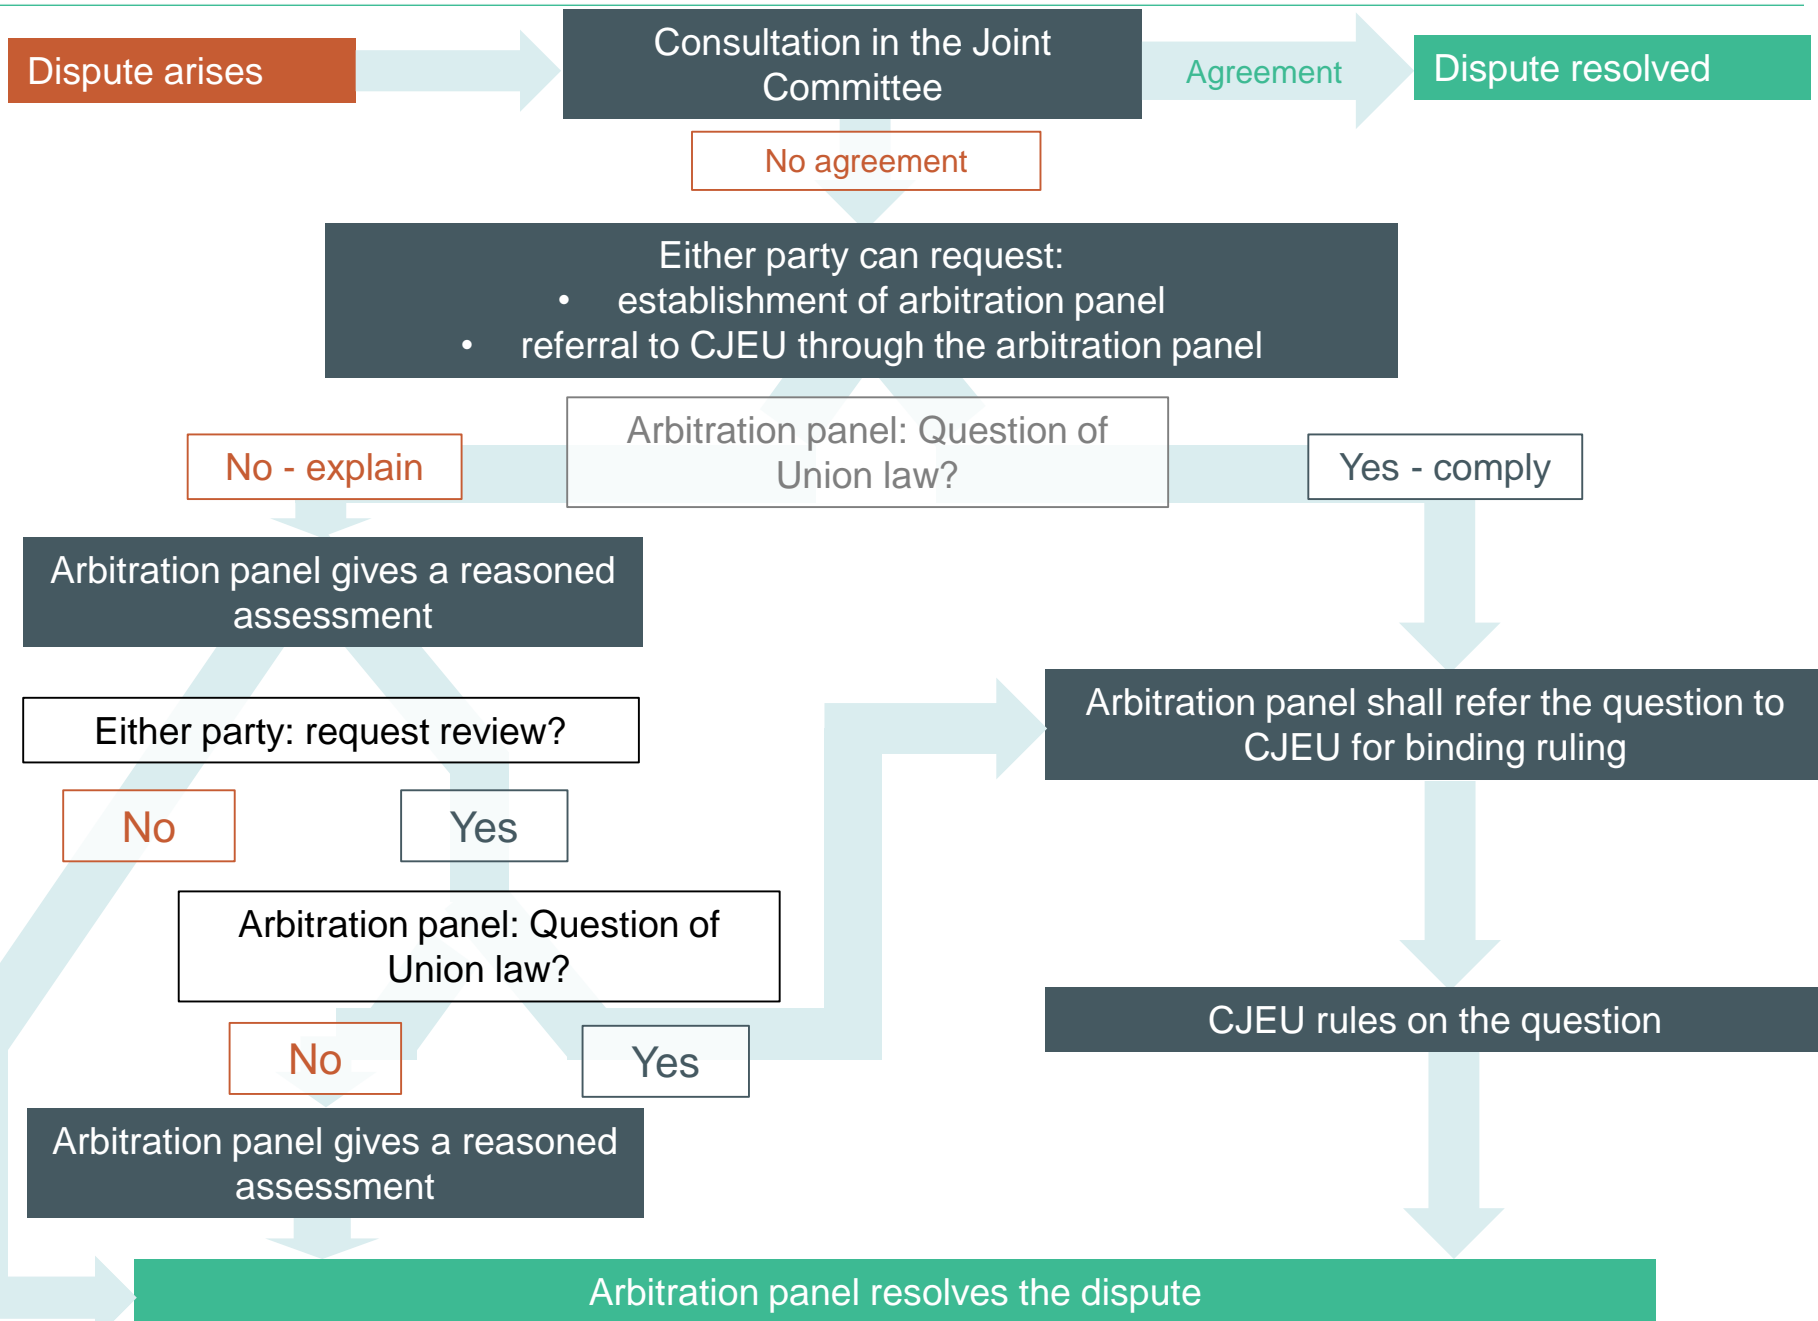 Dispute arises
Consultation in the Joint
Committee
Agreement
Dispute resolved
No agreement
Either party can request:
• establishment of arbitration panel
• referral to CJEU through the arbitration panel
Arbitration panel: Question of
Union law?
No - explain
Yes - comply
Arbitration panel gives a reasoned
assessment
Either party: request review?
Arbitration panel shall refer the question to
CJEU for binding ruling
No
Yes
Arbitration panel: Question of
Union law?
CJEU rules on the question
No
Yes
Arbitration panel gives a reasoned
assessment
Arbitration panel resolves the dispute